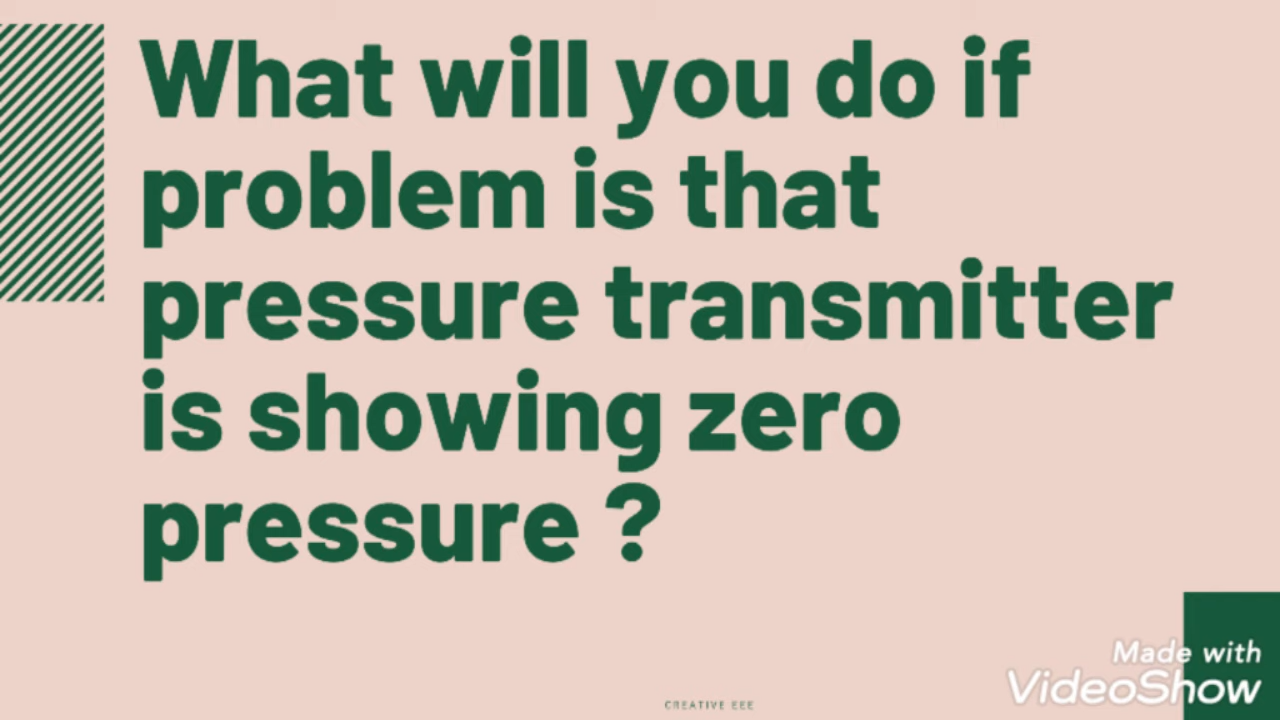 What will you do if
problem is that
pressure transmitter
is showing zero
pressure ?
Made with
VideoShow
CREATIVE EEE